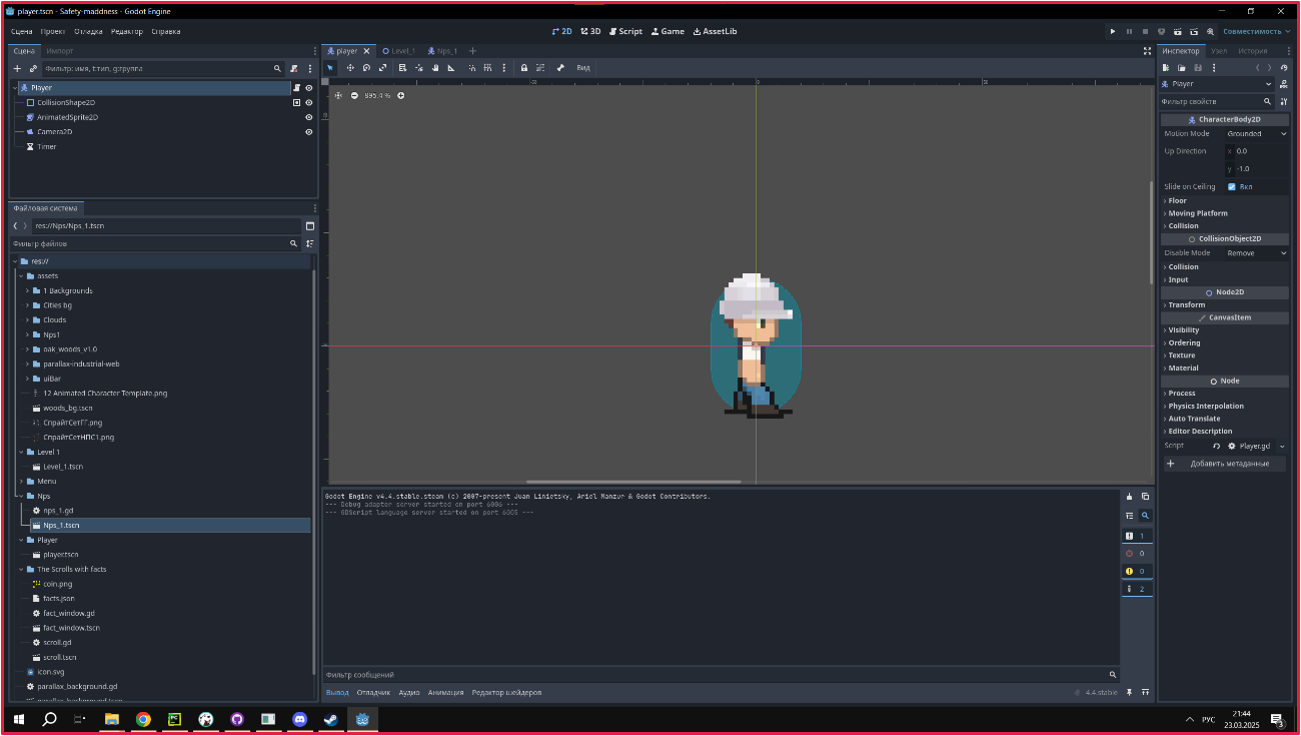 player.tscn - Safety-maddness - Godot Engine
Сцена Проект Отладка Редактор Справка
2D 3D Script Game AssetLib
Совместимость
Сцена Импорт
player Level_1 Nps_1
Инспектор Узел История
Фильтр: имя, t:тип, g:группа
Вид
Player
CollisionShape2D
AnimatedSprite2D
Camera2D
Timer
895.4 %
Player
Фильтр свойств
CharacterBody2D
Motion Mode Grounded
Up Direction x 0.0
y -1.0
Slide on Ceiling Вкл
Floor
Moving Platform
Collision
CollisionObject2D
Disable Mode Remove
Collision
Input
Node2D
Transform
CanvasItem
Visibility
Ordering
Texture
Material
Node
Process
Physics Interpolation
Auto Translate
Editor Description
Script Player.gd
Добавить метаданные
Файловая система
res://Nps/Nps_1.tscn
Фильтр файлов
res://
assets
1 Backgrounds
Cities bg
Clouds
Nps1
oak_woods_v1.0
parallax-industrial-web
uiBar
12 Animated Character Template.png
woods_bg.tscn
СпрайтСетГГ.png
СпрайтСетНПС1.png
Level 1
Level_1.tscn
Menu
Nps
nps_1.gd
Nps_1.tscn
Player
player.tscn
The Scrolls with facts
coin.png
facts.json
fact_window.gd
fact_window.tscn
scroll.gd
scroll.tscn
icon.svg
parallax_background.gd
parallax_background.tscn
Godot Engine v4.4.stable.steam (c) 2007-present Juan Linietsky, Ariel Manzur & Godot Contributors.
--- Debug adapter server started on port 6006 ---
--- GDScript language server started on port 6005 ---
1
0
0
2
Фильтр сообщений
Вывод Отладчик Аудио Анимация Редактор шейдеров
4.4.stable
РУС
21:44
23.03.2025
3